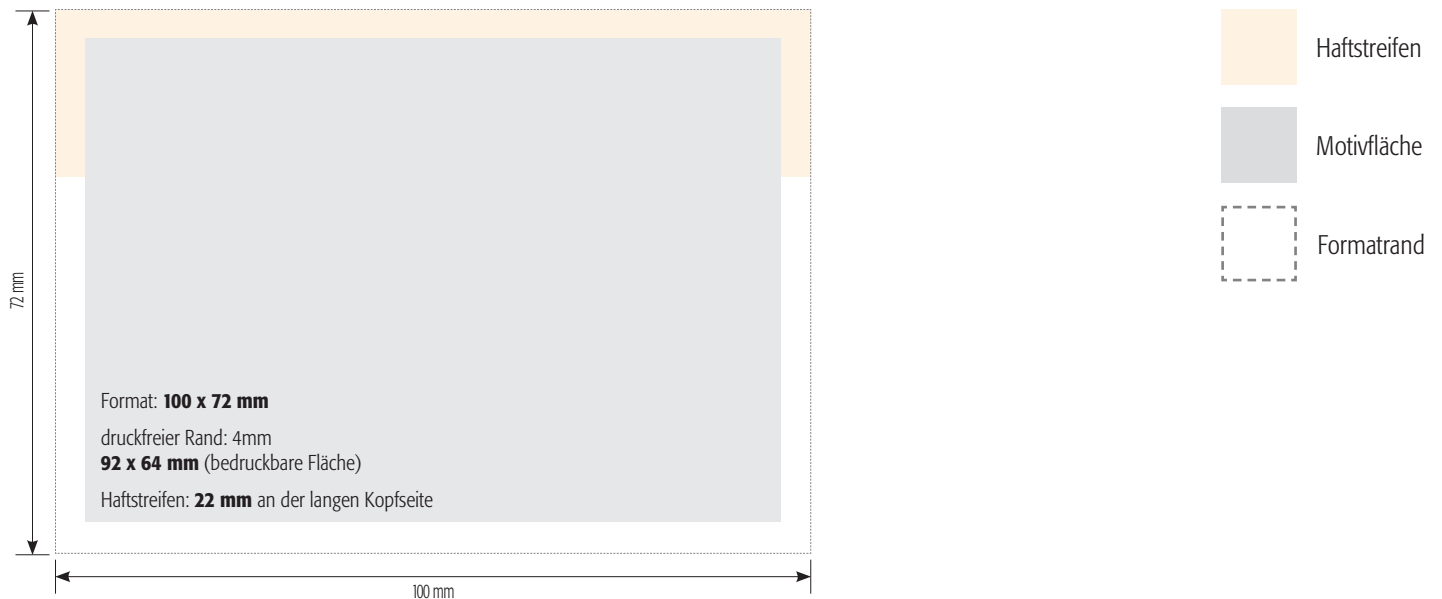 Haftstreifen
Motivfläche
Formatrand
72 mm
Format: 100 x 72 mm
druckfreier Rand: 4mm
92 x 64 mm (bedruckbare Fläche)
Haftstreifen: 22 mm an der langen Kopfseite
100 mm